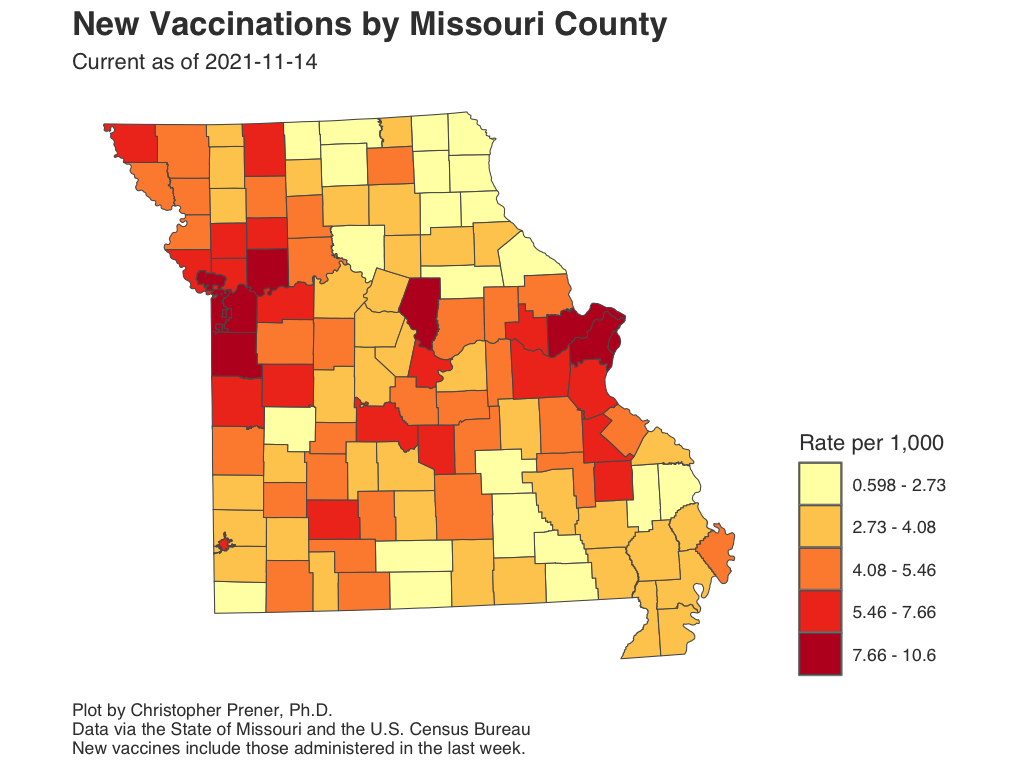 New Vaccinations by Missouri County
Current as of 2021-11-14
Rate per 1,000
0.598 - 2.73
2.73 - 4.08
4.08 - 5.46
5.46 - 7.66
7.66 - 10.6
Plot by Christopher Prener, Ph.D.
Data via the State of Missouri and the U.S. Census Bureau
New vaccines include those administered in the last week.